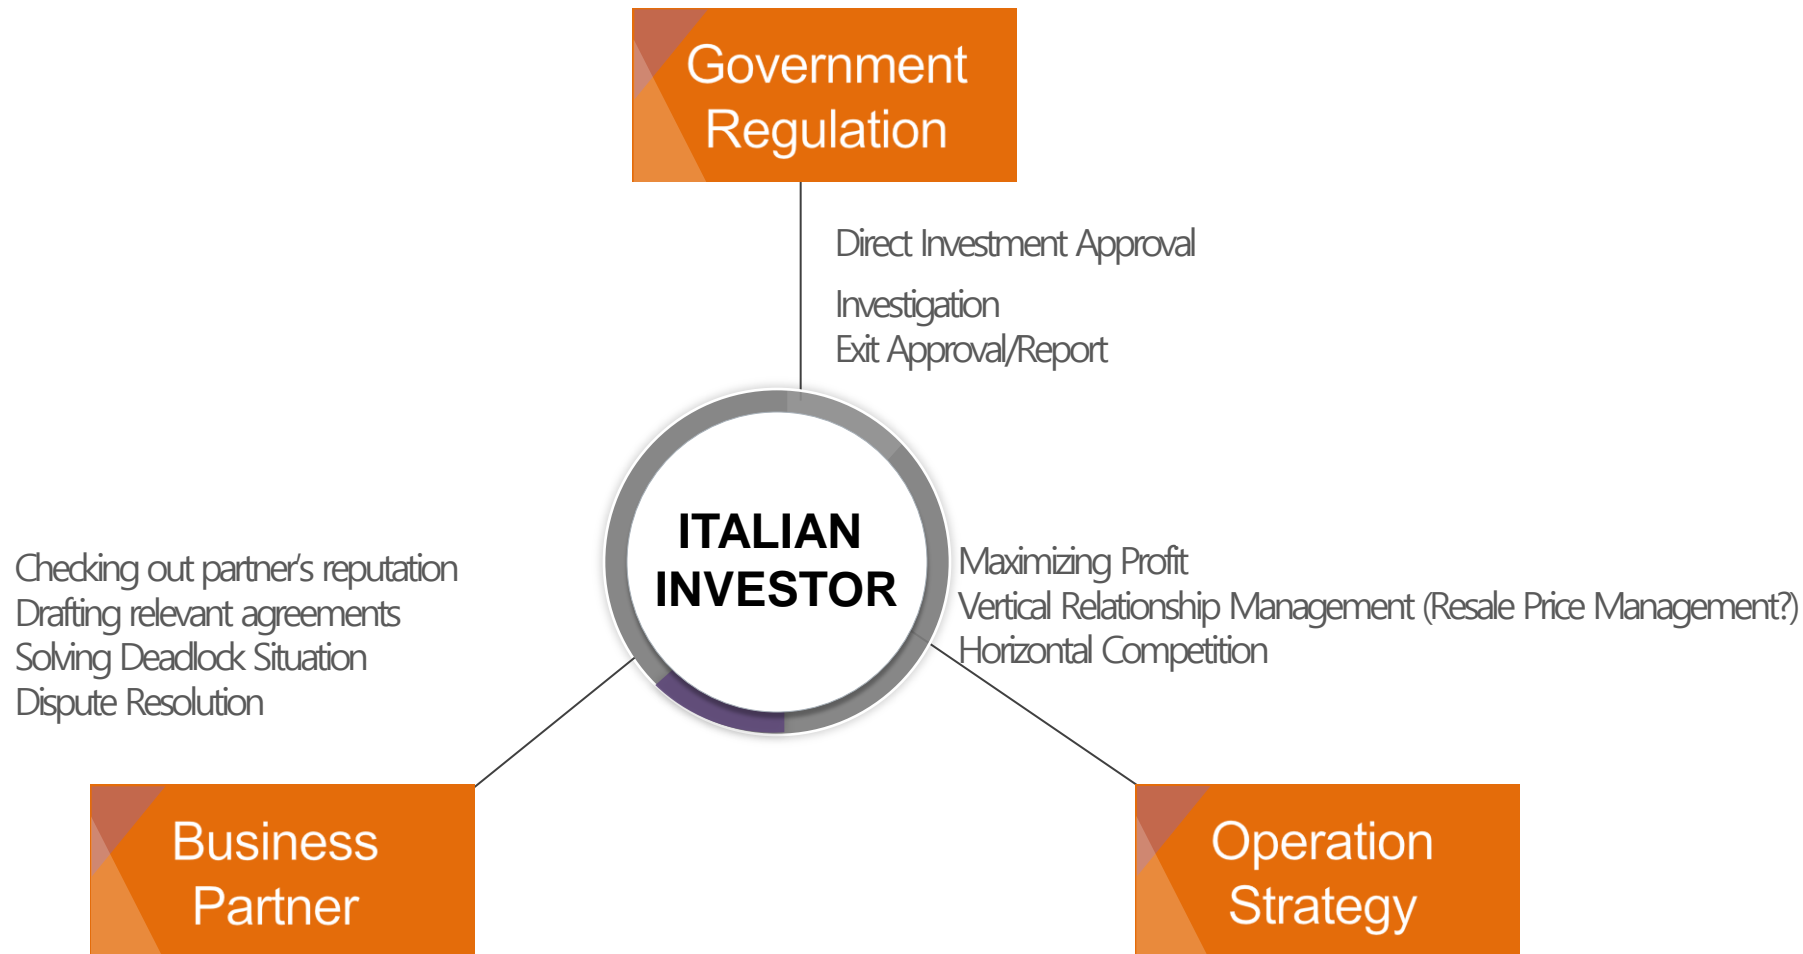 Government
Regulation
Direct Investment Approval
Investigation
Exit Approval/Report
ITALIAN
INVESTOR
Checking out partner's reputation
Drafting relevant agreements
Solving Deadlock Situation
Dispute Resolution
Maximizing Profit
Vertical Relationship Management (Resale Price Management?)
Horizontal Competition
Business
Partner
Operation
Strategy